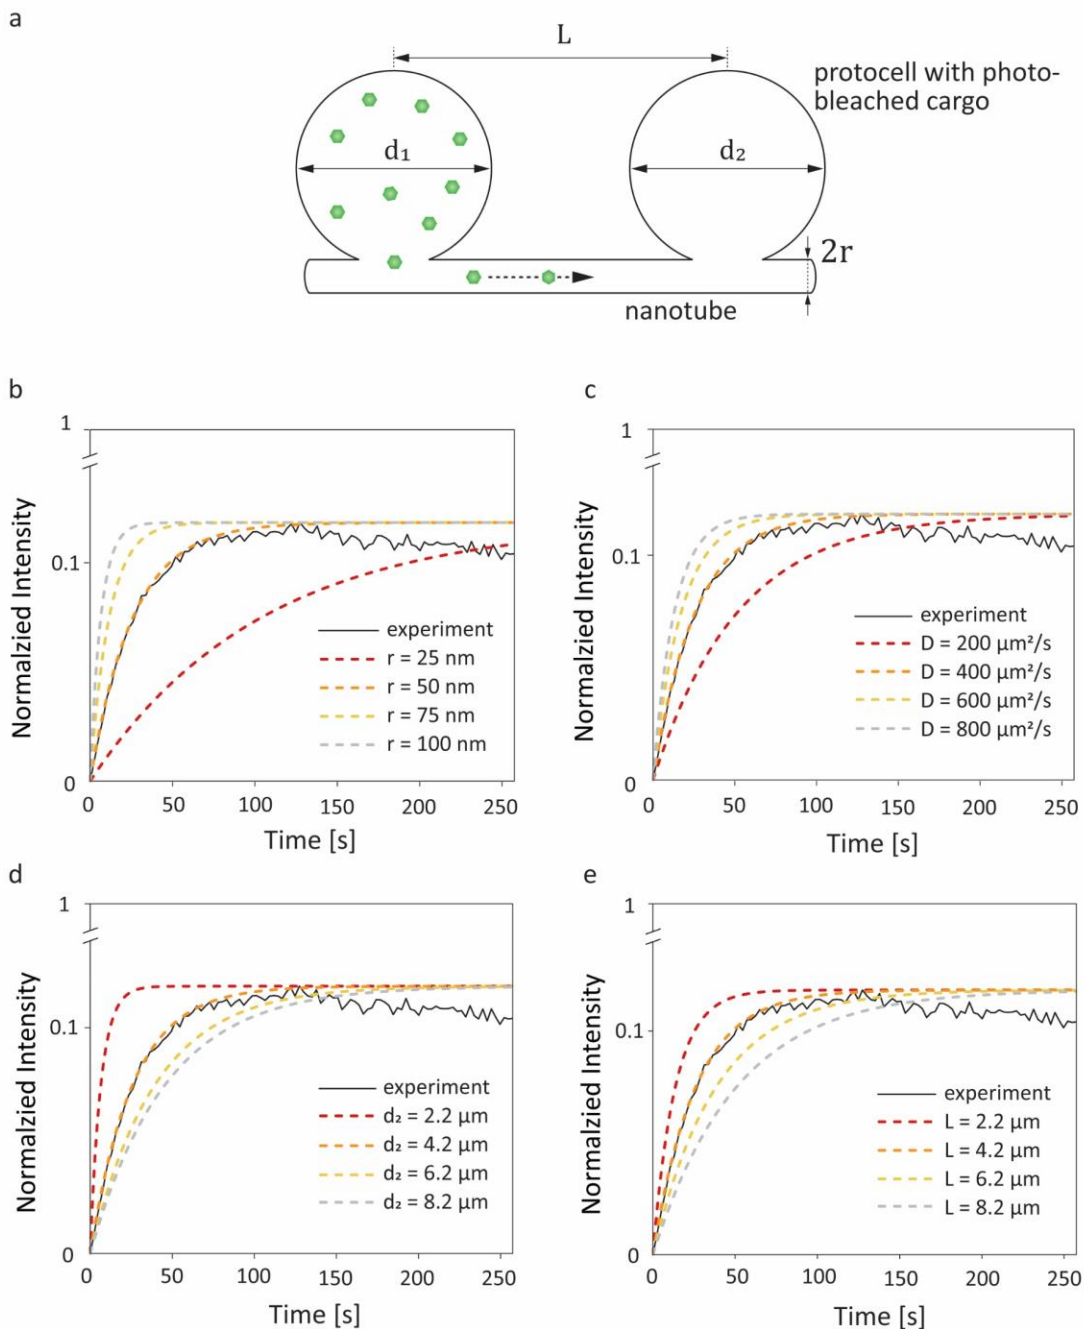 a
L
protocell with photo-
bleached cargo
d₁
d₂
2r
nanotube
b
1
0.1
0
Normalzied Intensity
experiment
r = 25 nm
r = 50 nm
r = 75 nm
r = 100 nm
0 50 100 150 200 250
Time [s]
c
1
0.1
0
Normalzied Intensity
experiment
D = 200 µm²/s
D = 400 µm²/s
D = 600 µm²/s
D = 800 µm²/s
0 50 100 150 200 250
Time [s]
d
1
0.1
0
Normalzied Intensity
experiment
d₂ = 2.2 µm
d₂ = 4.2 µm
d₂ = 6.2 µm
d₂ = 8.2 µm
0 50 100 150 200 250
Time [s]
e
1
0.1
0
Normalzied Intensity
experiment
L = 2.2 µm
L = 4.2 µm
L = 6.2 µm
L = 8.2 µm
0 50 100 150 200 250
Time [s]